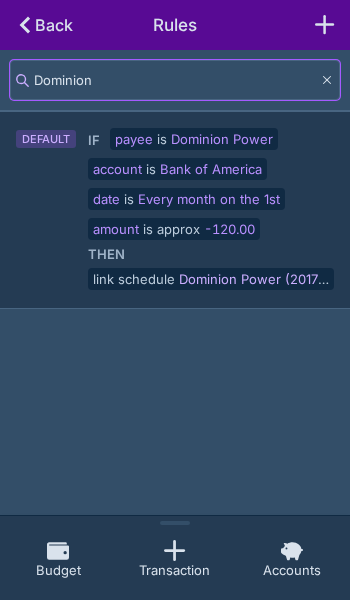 Back
Rules
Dominion
DEFAULT IF payee is Dominion Power
account is Bank of America
date is Every month on the 1st
amount is approx -120.00
THEN
link schedule Dominion Power (2017...
Budget
Transaction
Accounts